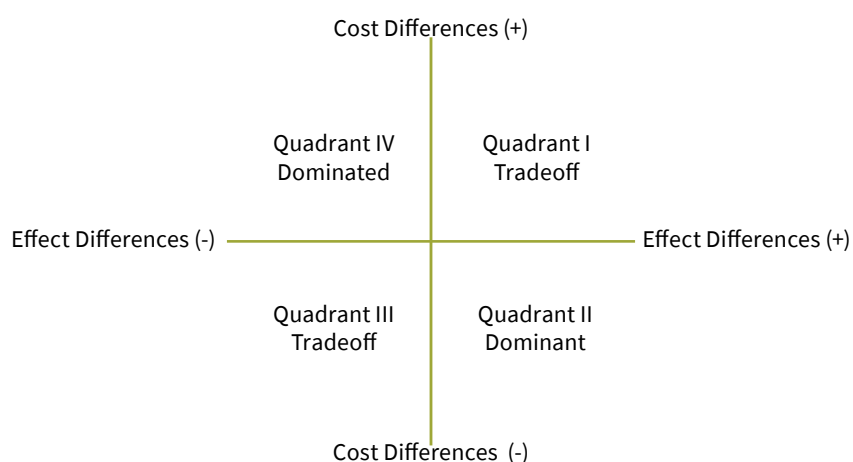 Cost Differences (+)
Quadrant IV
Dominated
Quadrant I
Tradeoff
Effect Differences (-)
Effect Differences (+)
Quadrant III
Tradeoff
Quadrant II
Dominant
Cost Differences (-)